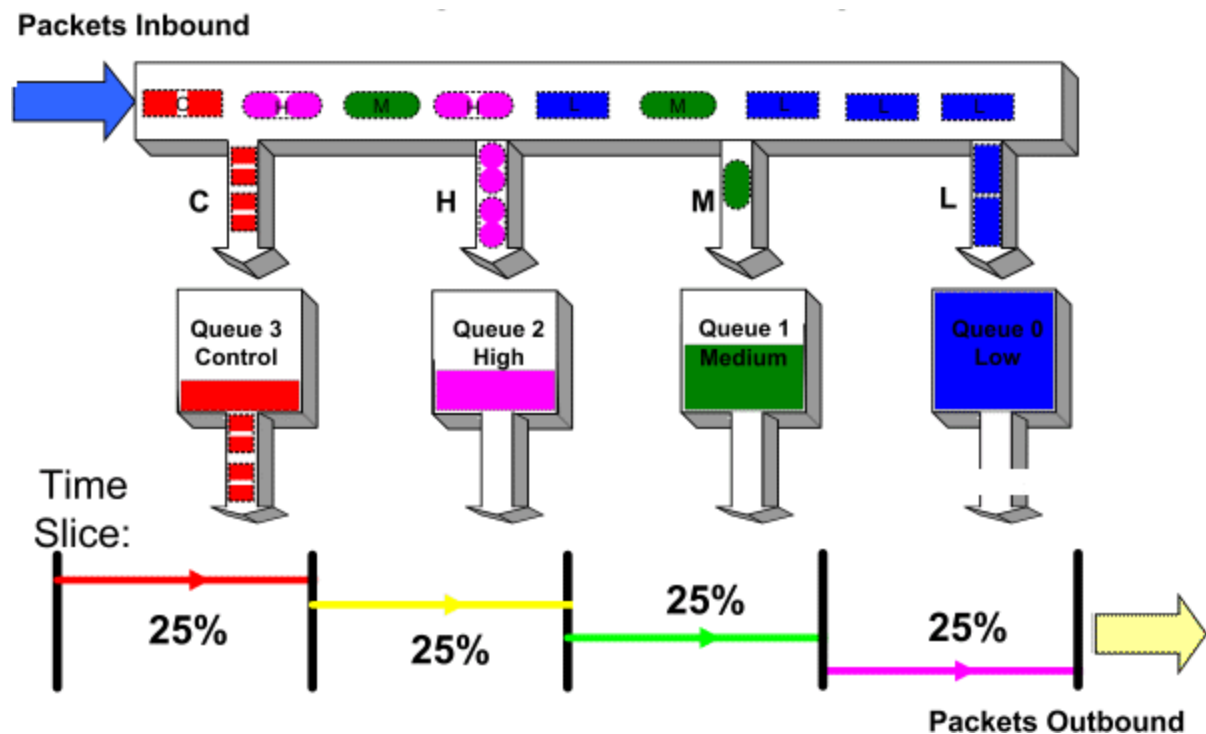 Packets Inbound
C H M H L M L L L
C H M L
Queue 3
Control
Queue 2
High
Queue 1
Medium
Queue 0
Low
Time
Slice:
25%
25%
25%
25%
Packets Outbound